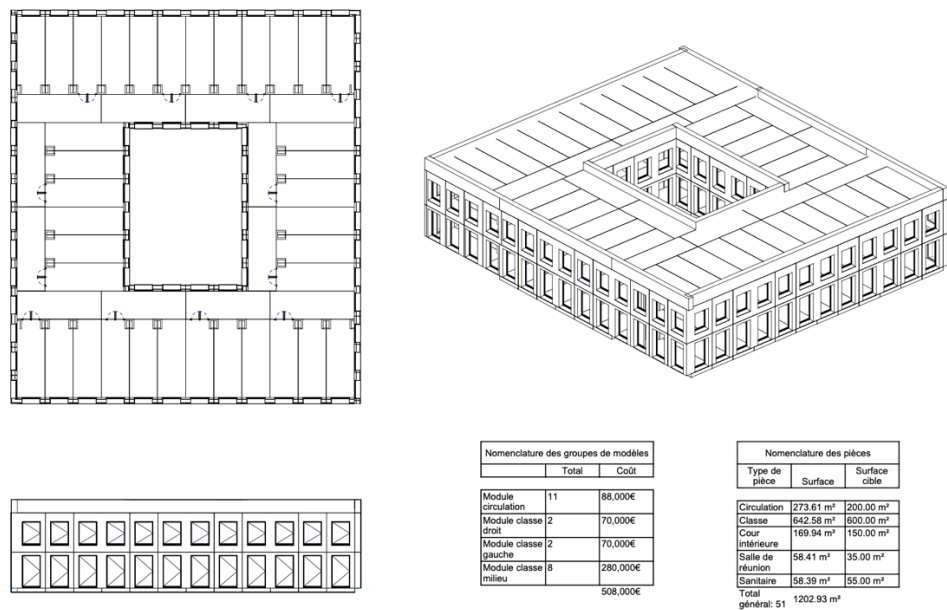 Nomenclature des groupes de modèles
Total Coût
Module circulation 11 88,000€
Module classe droit 2 70,000€
Module classe gauche 2 70,000€
Module classe milieu 8 280,000€
508,000€
Nomenclature des pièces
Type de pièce Surface Surface cible
Circulation 273.61 m² 200.00 m²
Classe 642.58 m² 600.00 m²
Cour intérieure 169.94 m² 150.00 m²
Salle de réunion 58.41 m² 35.00 m²
Sanitaire 58.39 m² 55.00 m²
Total général: 51 1202.93 m²